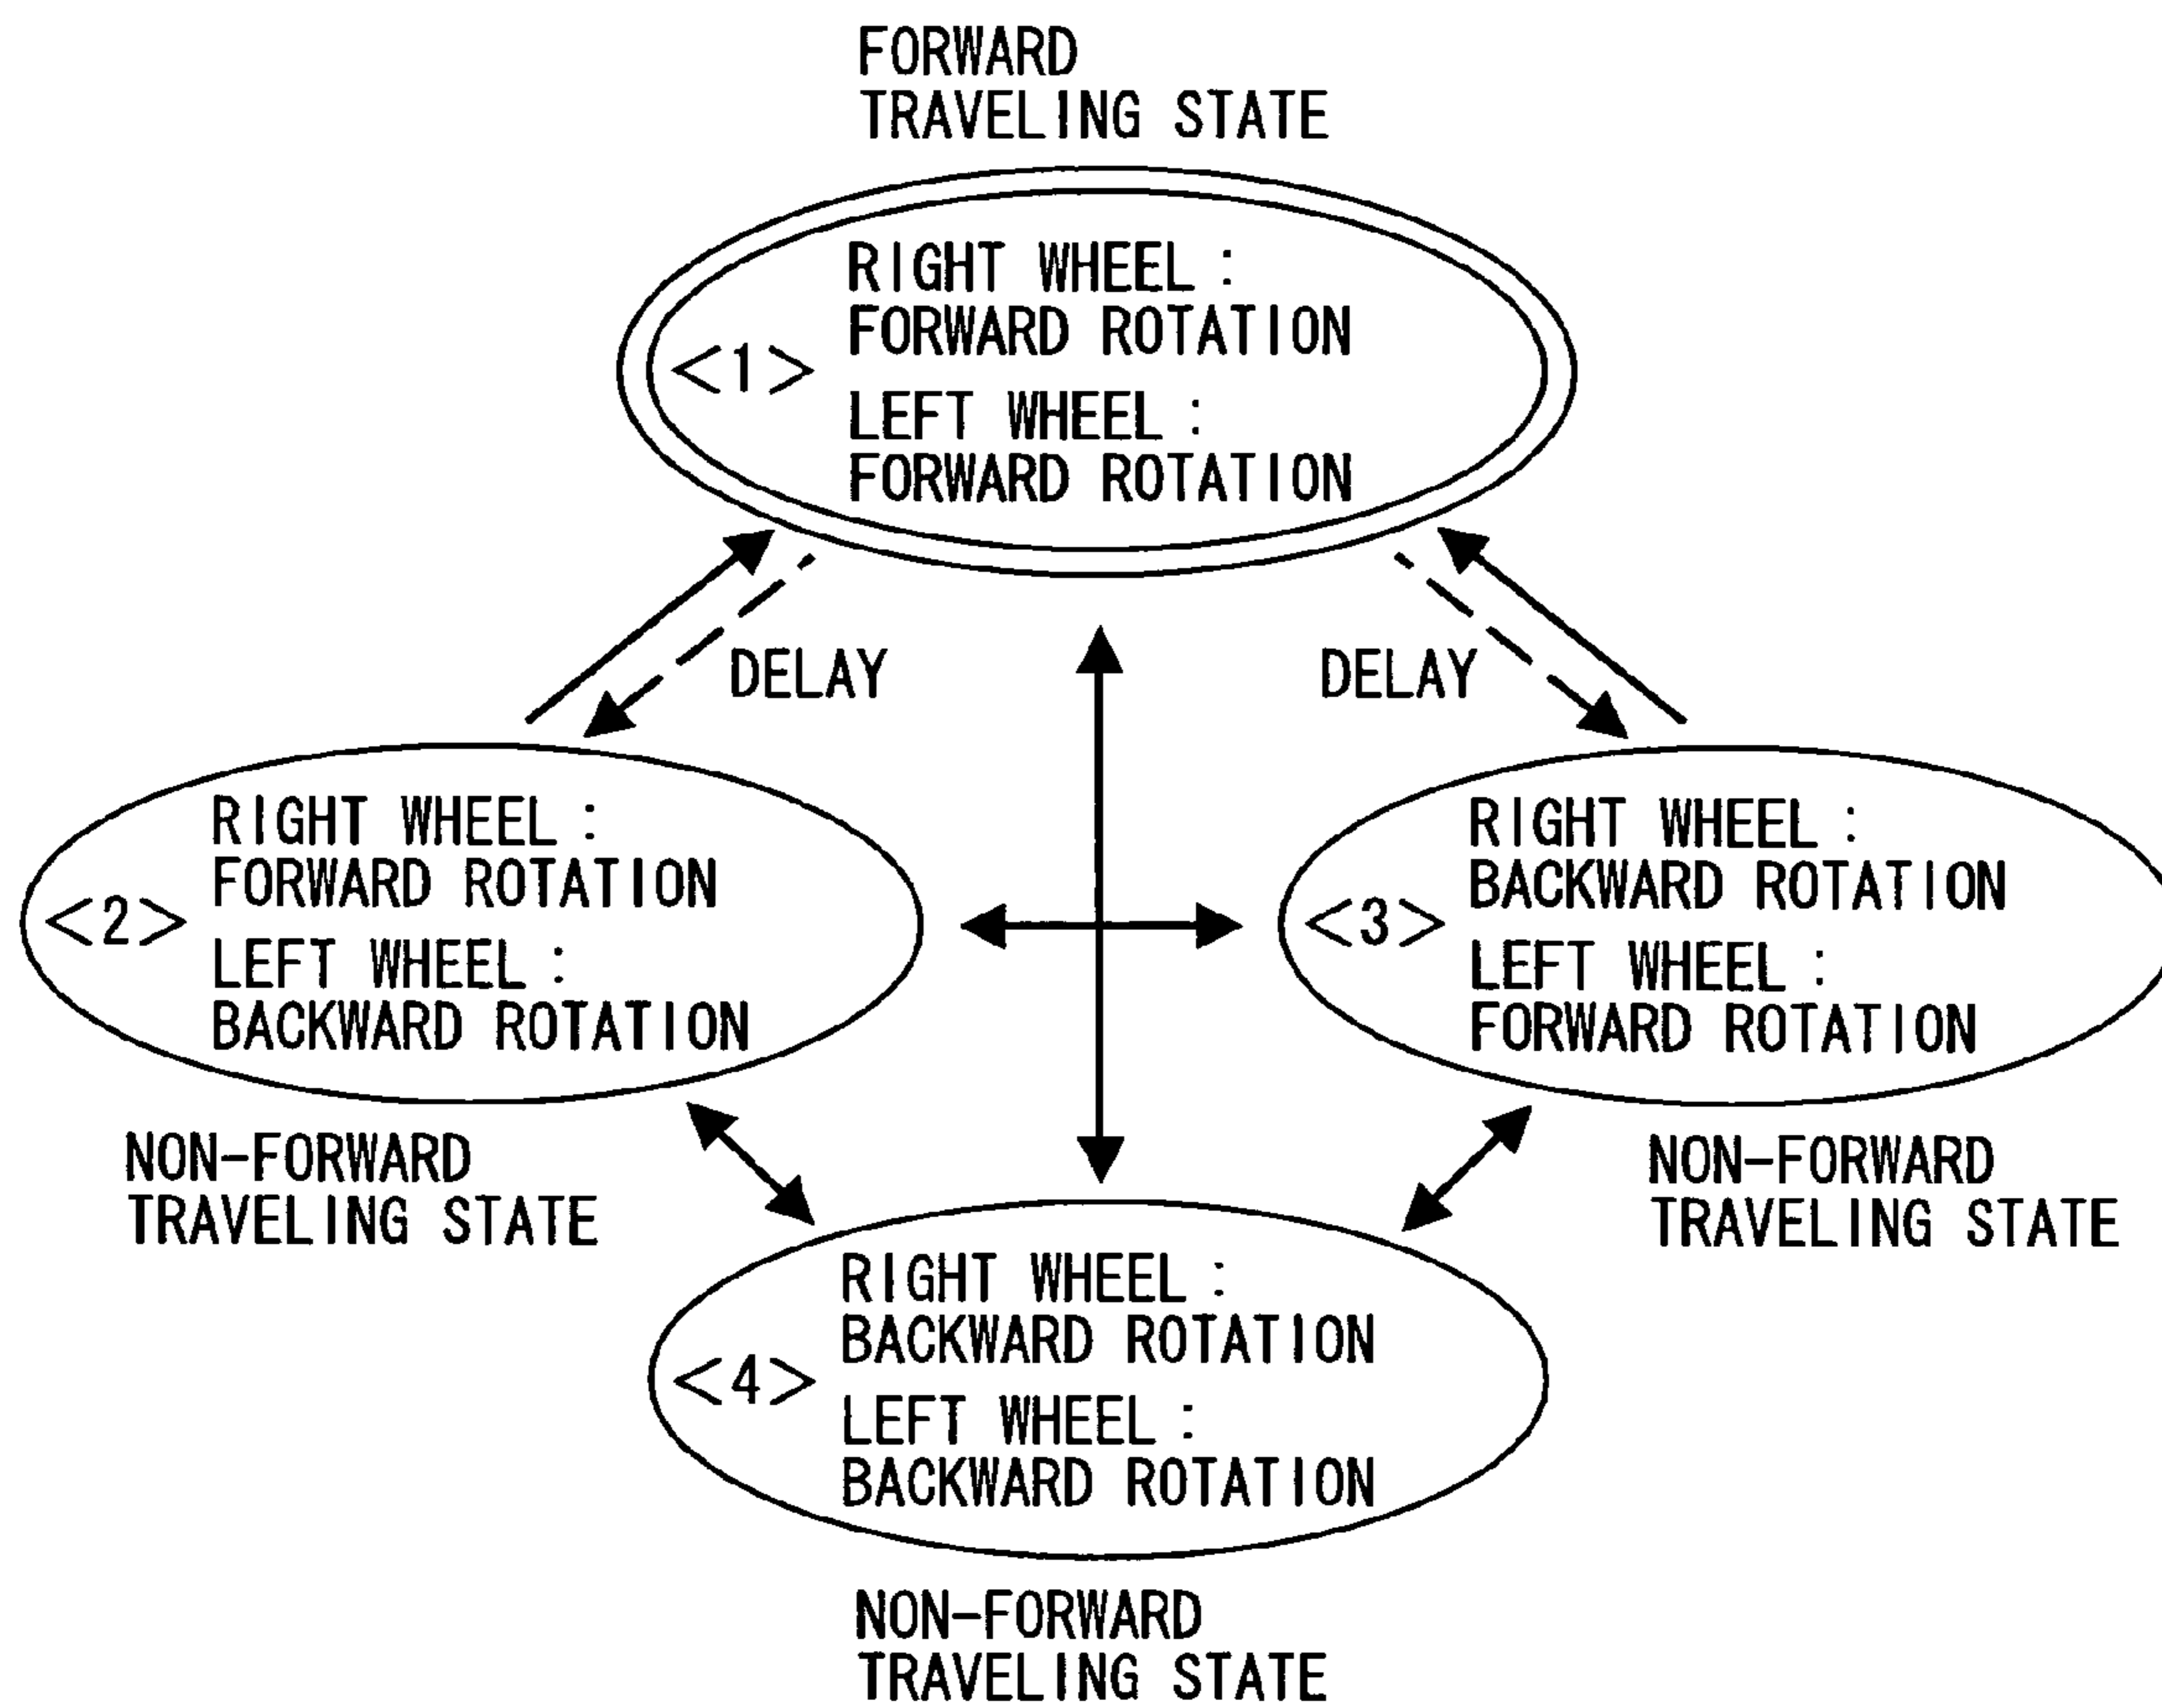 FORWARD
TRAVELING STATE
RIGHT WHEEL :
FORWARD ROTATION
<1>
LEFT WHEEL :
FORWARD ROTATION
DELAY
DELAY
RIGHT WHEEL :
FORWARD ROTATION
<2>
LEFT WHEEL :
BACKWARD ROTATION
RIGHT WHEEL :
BACKWARD ROTATION
<3>
LEFT WHEEL :
FORWARD ROTATION
NON-FORWARD
TRAVELING STATE
NON-FORWARD
TRAVELING STATE
RIGHT WHEEL :
BACKWARD ROTATION
<4>
LEFT WHEEL :
BACKWARD ROTATION
NON-FORWARD
TRAVELING STATE